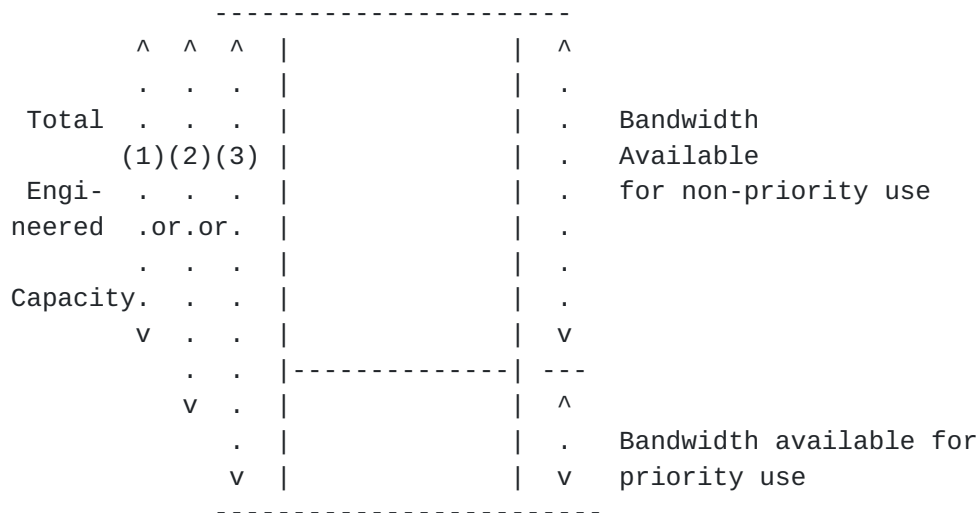 -----------------------
^  ^  ^  |              |  ^
.  .  .  |              |  .
Total  .  .  .  |              |  .   Bandwidth
(1)(2)(3) |              |  .   Available
Engi-  .  .  .  |              |  .   for non-priority use
neered  .or.or.  |              |  .
.  .  .  |              |  .
Capacity.  .  .  |              |  .
v  .  .  |              |  v
.  .  |--------------| ---
v  .  |              |  ^
.  |              |  .   Bandwidth available for
v  |              |  v   priority use
-------------------------